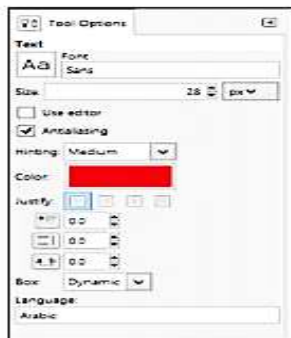 Tool Options
Text
Aa
Font
Sans
Size: 28 px
Use editor
Antialiasing
Hinting: Medium
Color:
Justify:
0.0
0.0
0.0
Box: Dynamic
Language:
Arabic